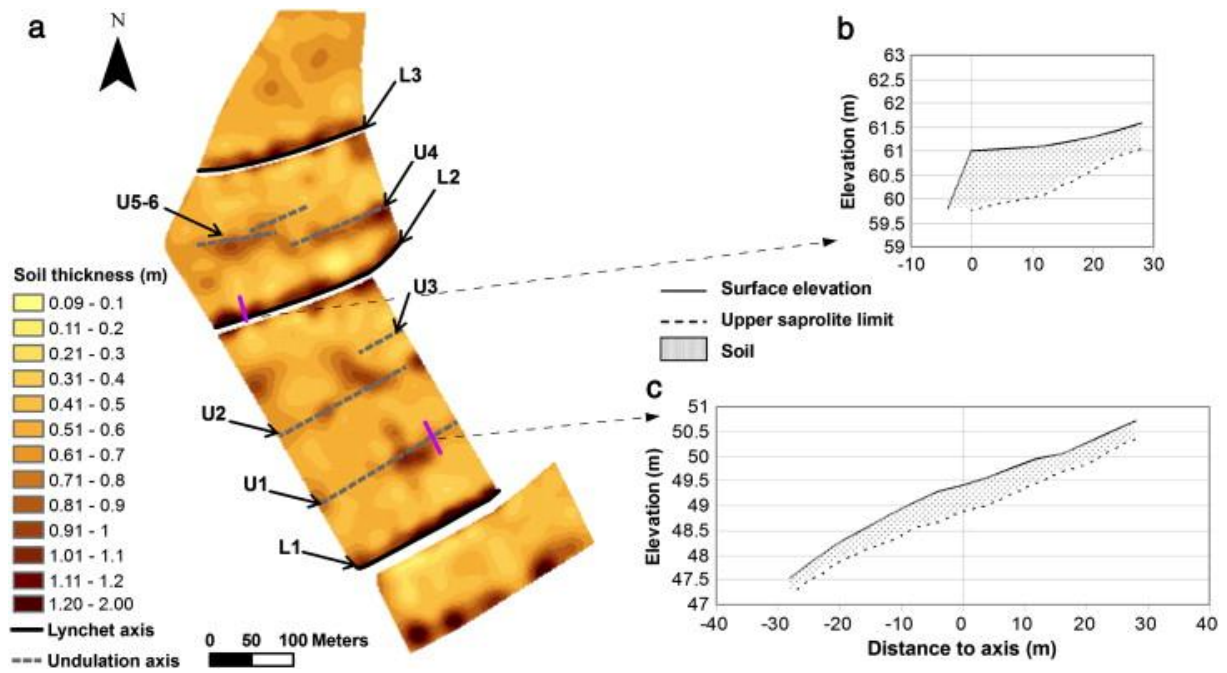 a
N
L3
U4
L2
U5-6
U3
U2
U1
L1
Soil thickness (m)
0.09 - 0.1
0.11 - 0.2
0.21 - 0.3
0.31 - 0.4
0.41 - 0.5
0.51 - 0.6
0.61 - 0.7
0.71 - 0.8
0.81 - 0.9
0.91 - 1
1.01 - 1.1
1.11 - 1.2
1.20 - 2.00
Lynchet axis
Undulation axis
0 50 100 Meters
b
Elevation (m)
63
62.5
62
61.5
61
60.5
60
59.5
59
-10 0 10 20 30
Surface elevation
Upper saprolite limit
Soil
c
Elevation (m)
51
50.5
50
49.5
49
48.5
48
47.5
47
-40 -30 -20 -10 0 10 20 30 40
Distance to axis (m)